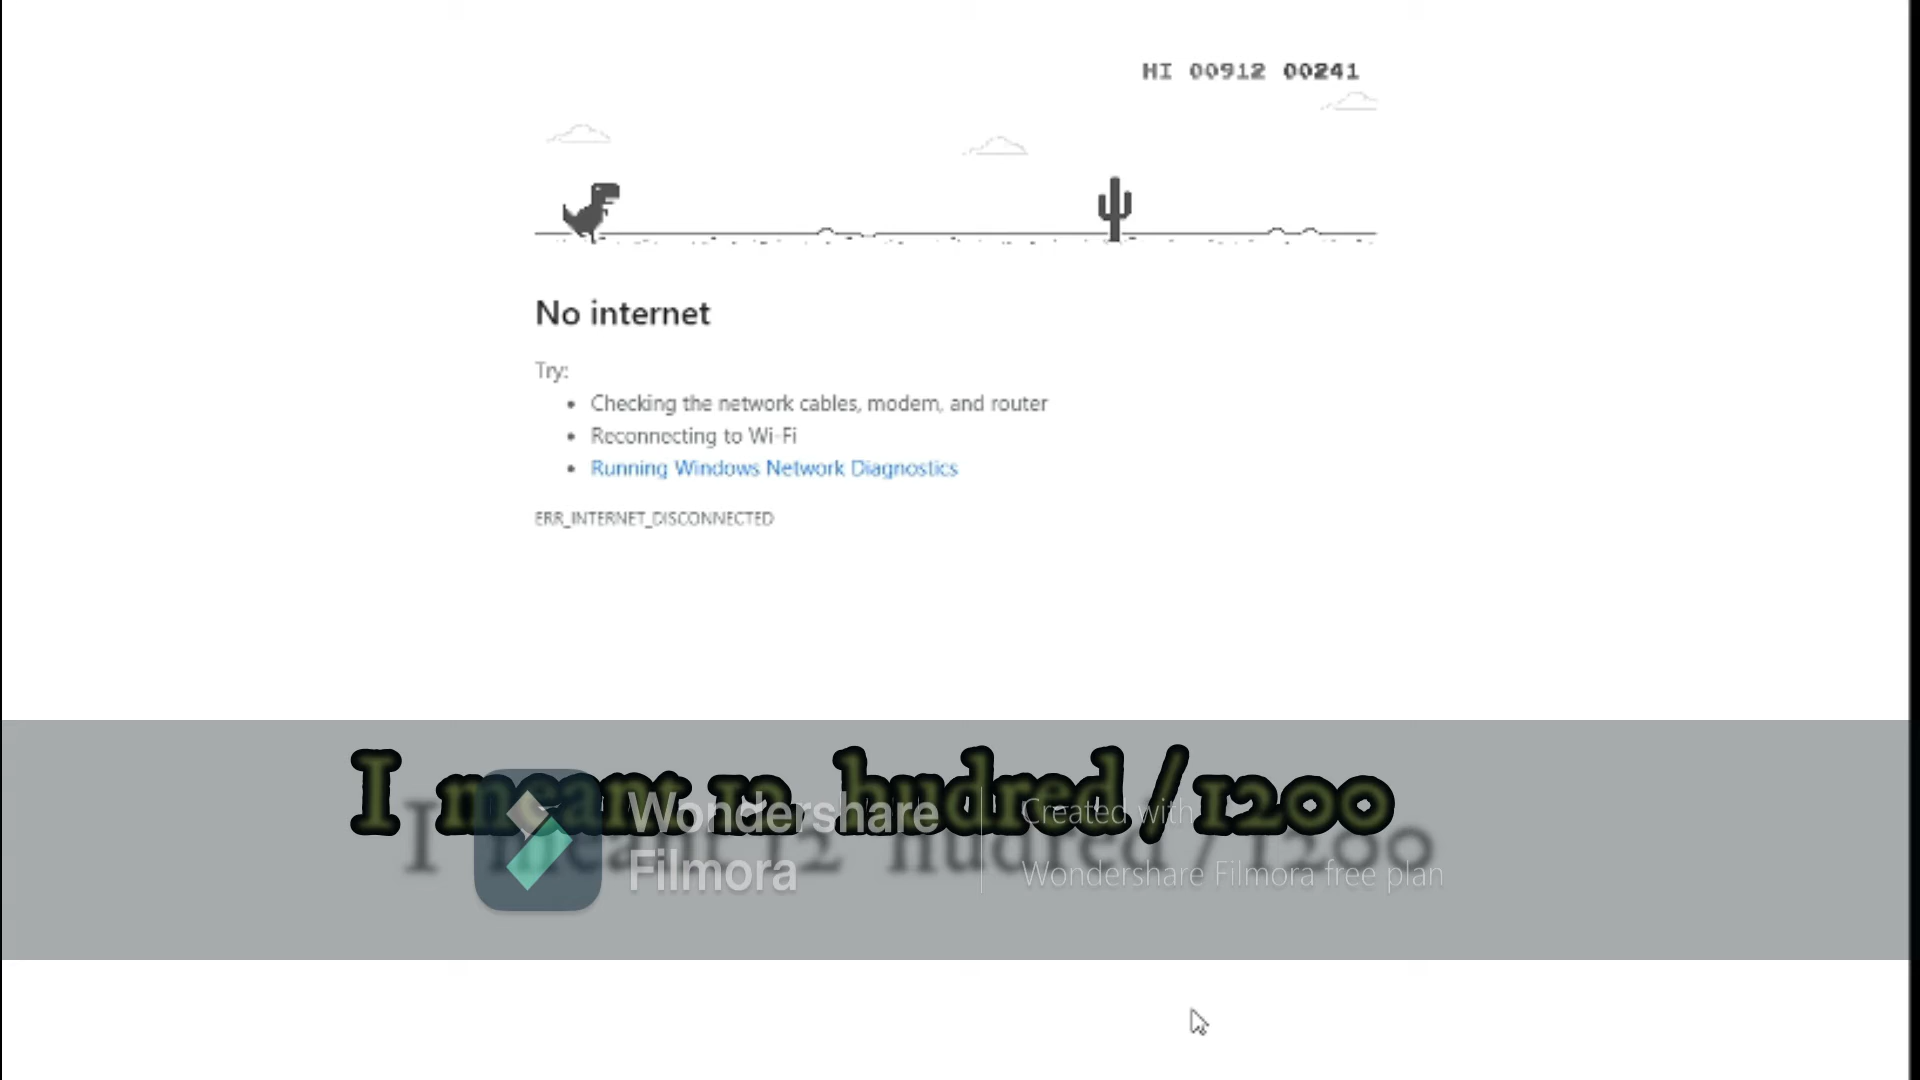 HI 00912 00241
No internet
Try:
• Checking the network cables, modem, and router
• Reconnecting to Wi-Fi
• Running Windows Network Diagnostics
ERR_INTERNET_DISCONNECTED
I meant 12 hudred/1200
Wondershare
Filmora
Created with
Wondershare Filmora free plan